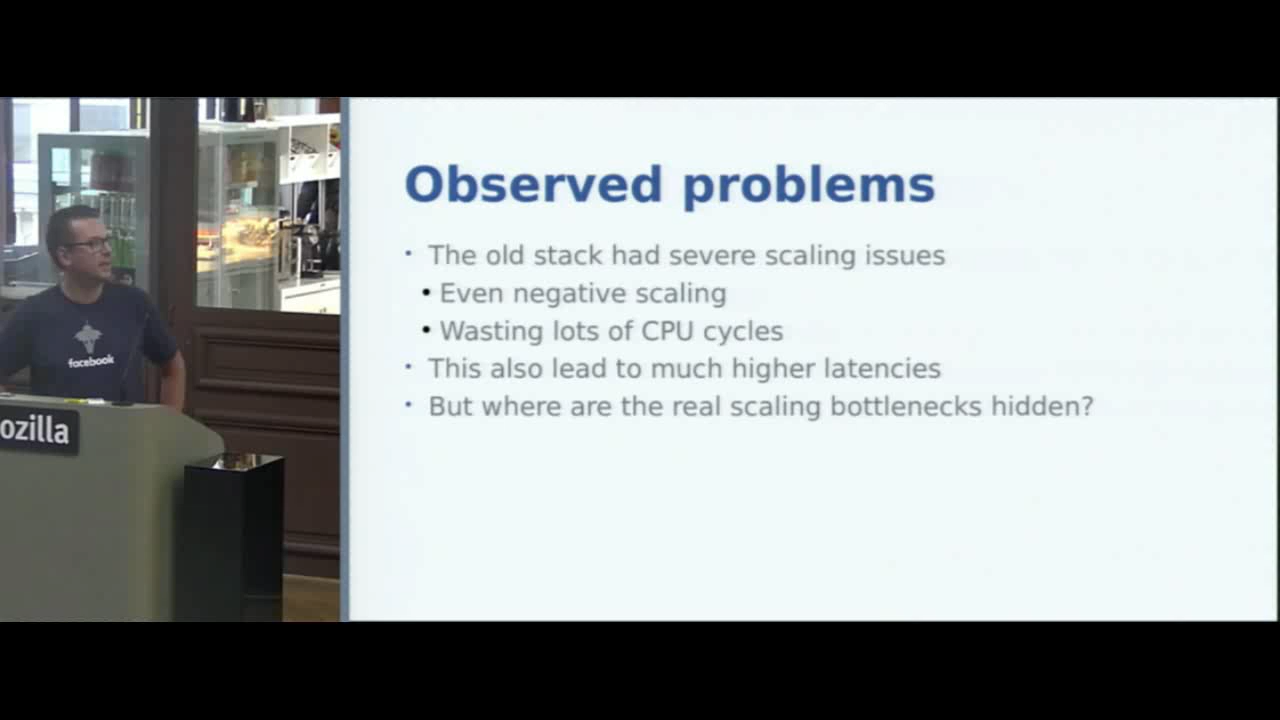 Observed problems
The old stack had severe scaling issues
Even negative scaling
Wasting lots of CPU cycles
This also lead to much higher latencies
But where are the real scaling bottlenecks hidden?
facebook
ozilla